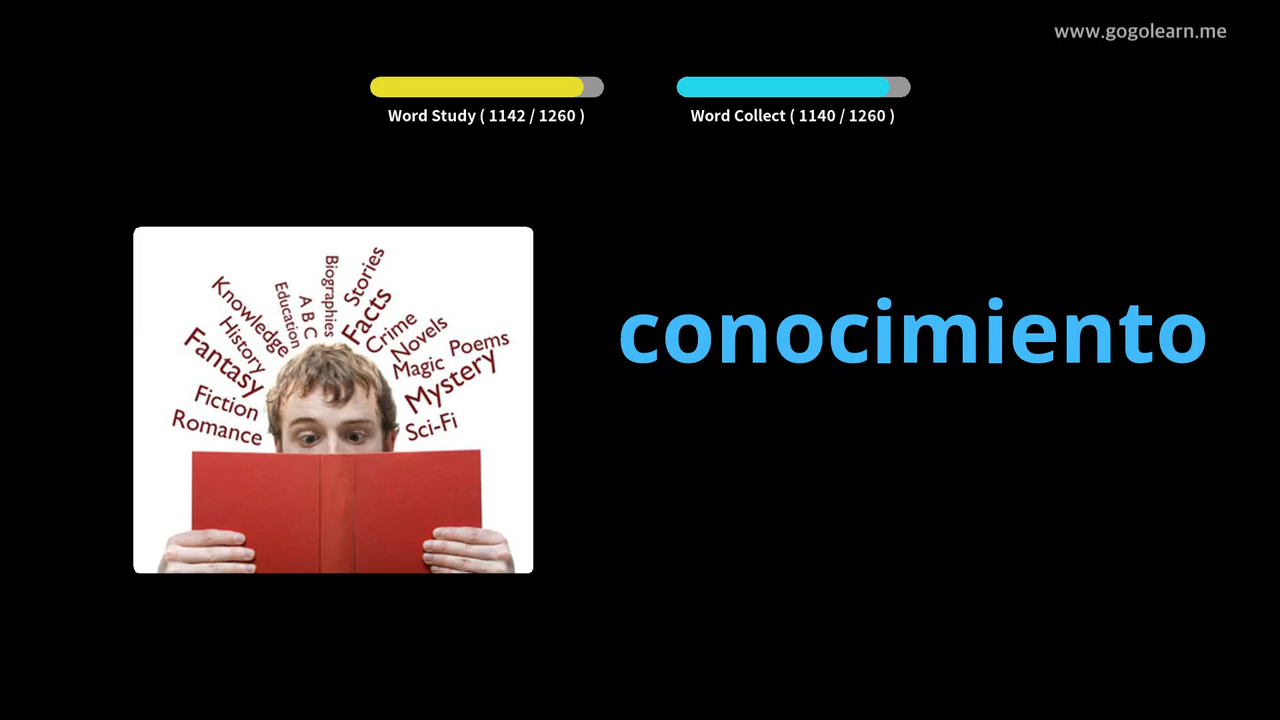 www.gogolearn.me
Word Study ( 1142 / 1260 )
Word Collect ( 1140 / 1260 )
conocimiento
Romance
Fiction
Fantasy
History
Knowledge
Education
A B C
Biographies
Stories
Facts
Crime
Novels
Magic
Poems
Mystery
Sci-Fi